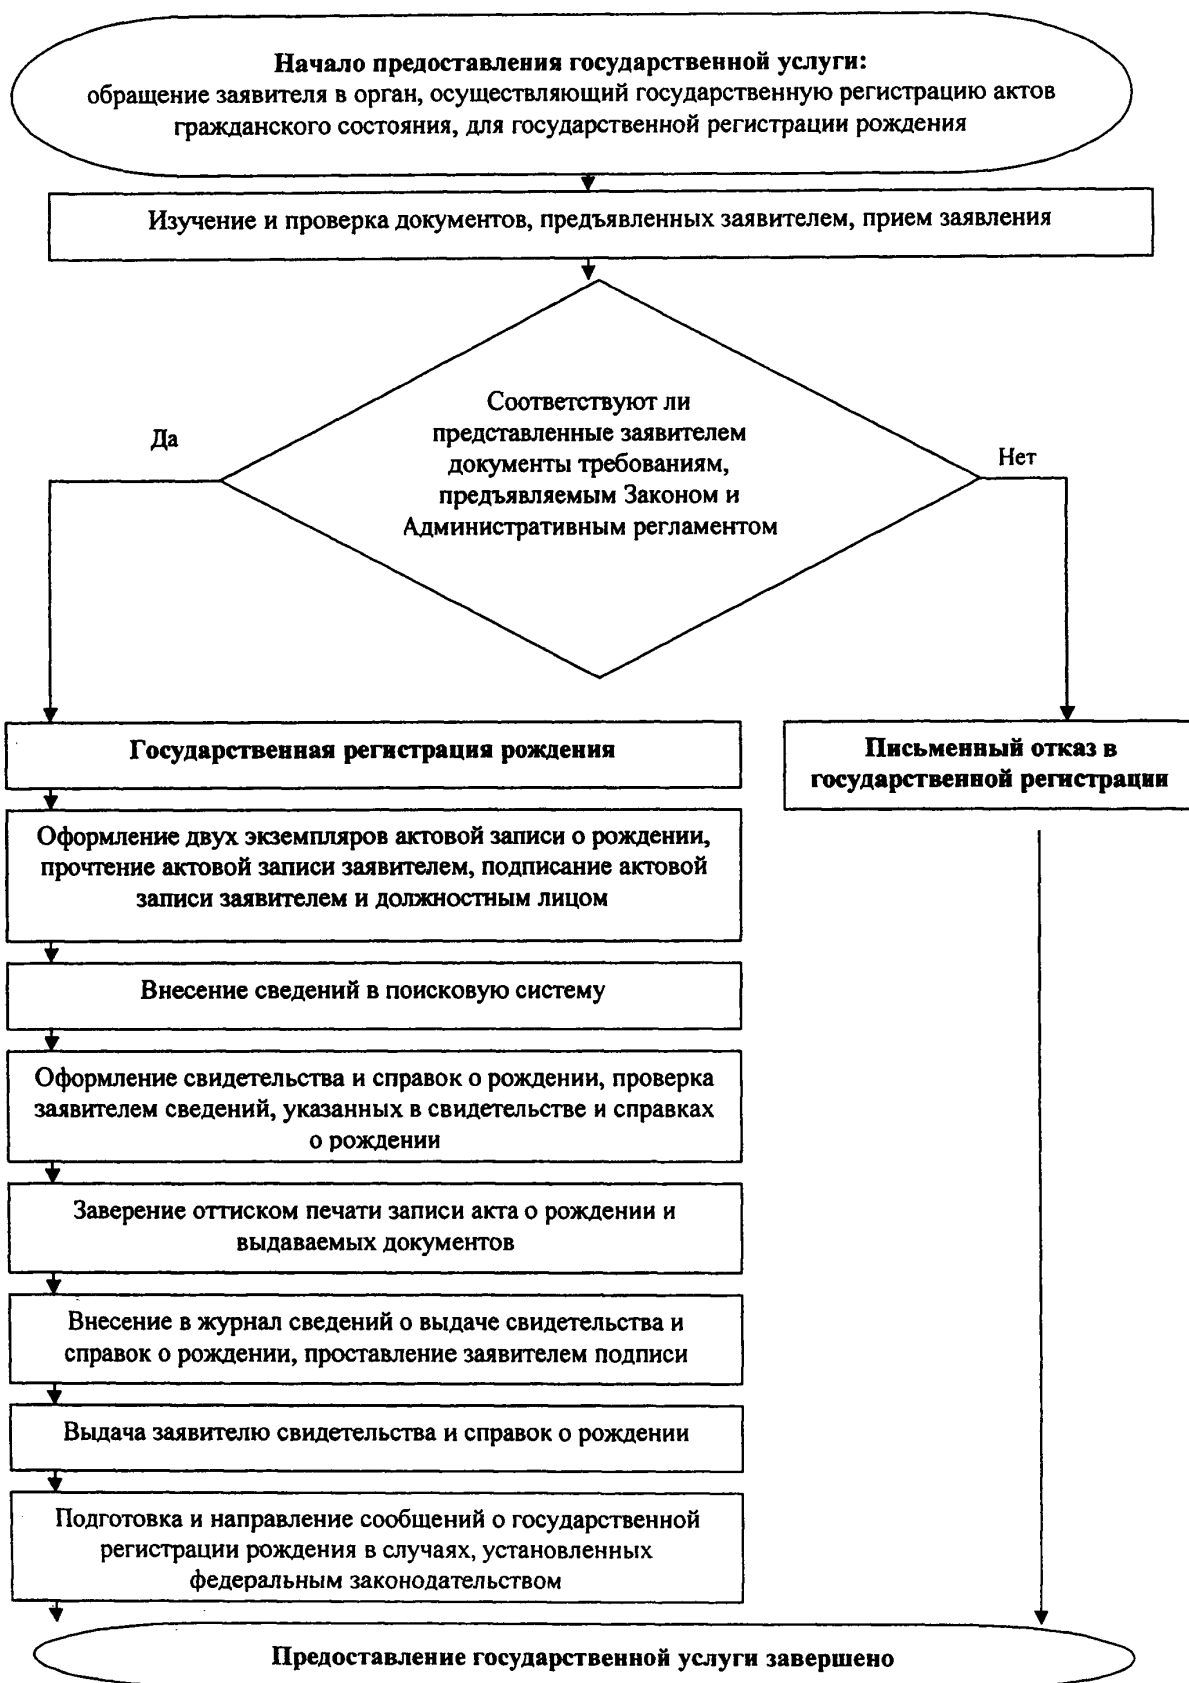 Начало предоставления государственной услуги:
обращение заявителя в орган, осуществляющий государственную регистрацию актов
гражданского состояния, для государственной регистрации рождения
Изучение и проверка документов, предъявленных заявителем, прием заявления
Соответствуют ли
представленные заявителем
документы требованиям,
предъявляемым Законом и
Административным регламентом
Да
Нет
Государственная регистрация рождения
Письменный отказ в
государственной регистрации
Оформление двух экземпляров актовой записи о рождении,
прочтение актовой записи заявителем, подписание актовой
записи заявителем и должностным лицом
Внесение сведений в поисковую систему
Оформление свидетельства и справок о рождении, проверка
заявителем сведений, указанных в свидетельстве и справках
о рождении
Заверение оттиском печати записи акта о рождении и
выдаваемых документов
Внесение в журнал сведений о выдаче свидетельства и
справок о рождении, проставление заявителем подписи
Выдача заявителю свидетельства и справок о рождении
Подготовка и направление сообщений о государственной
регистрации рождения в случаях, установленных
федеральным законодательством
Предоставление государственной услуги завершено